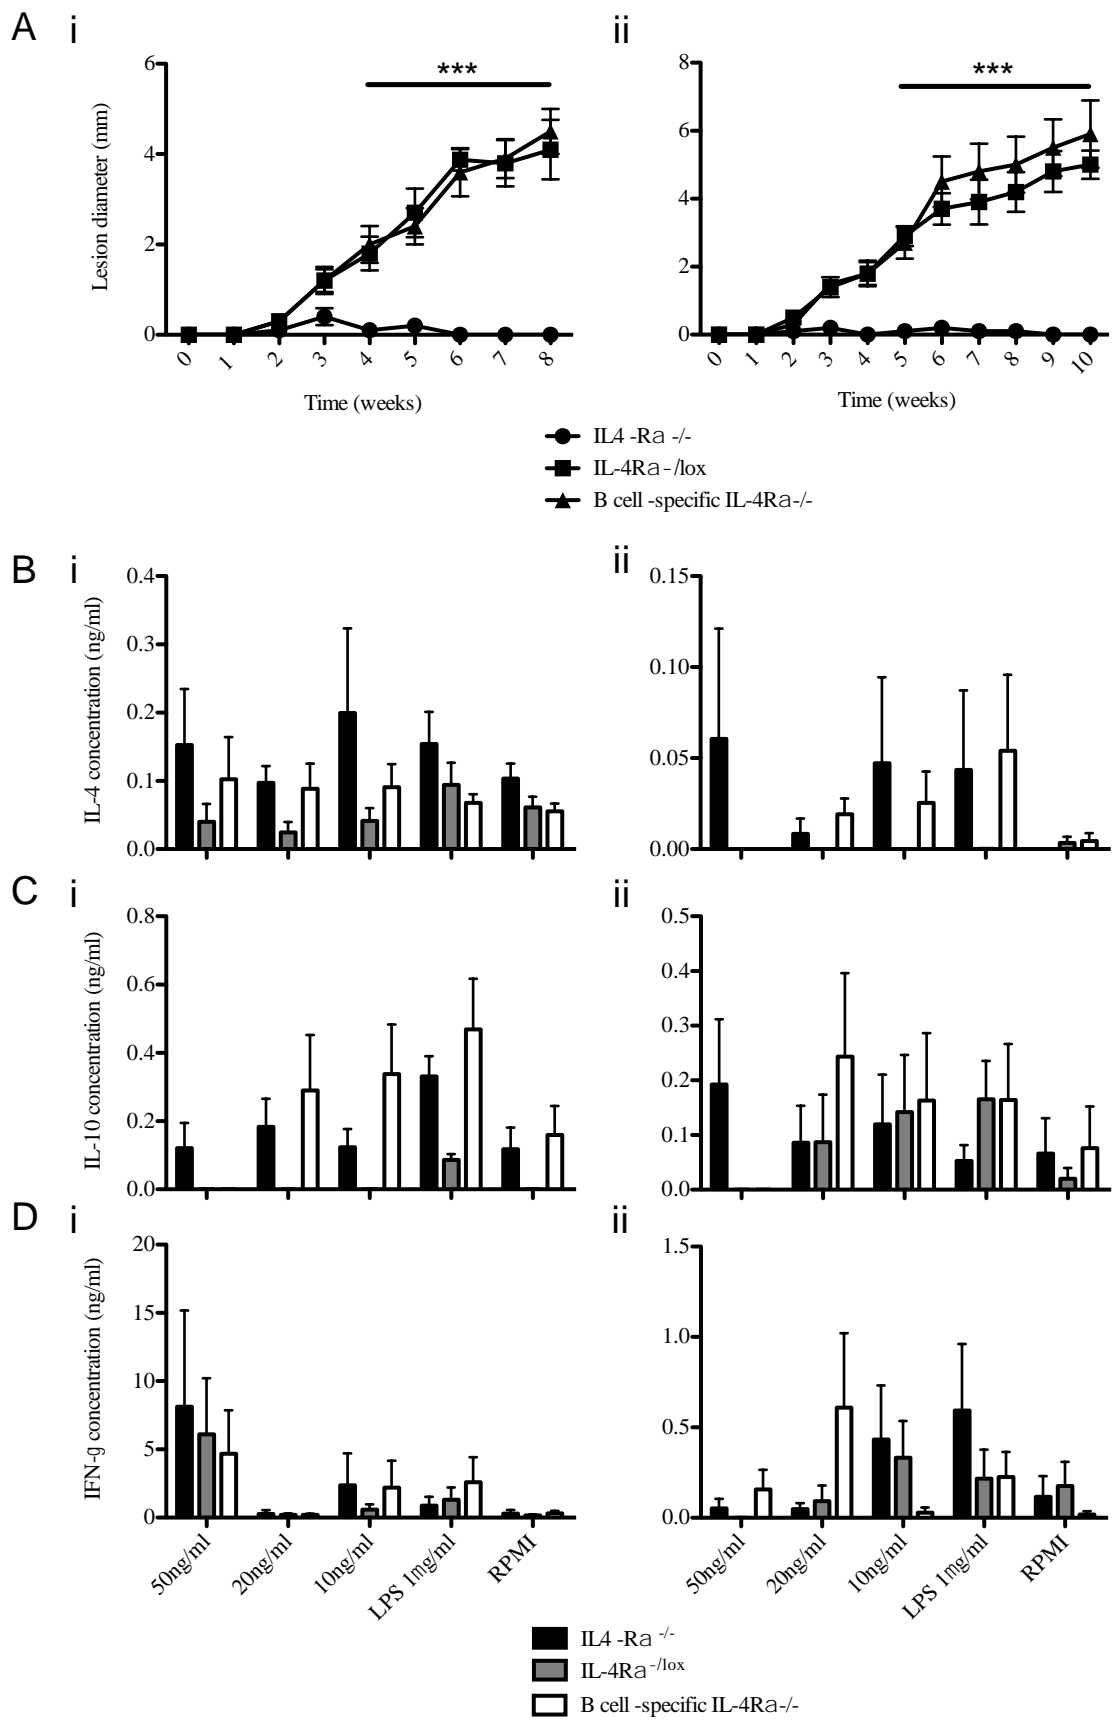 A i ii
6
4
2
0
Lesion diameter (mm)
***
0 1 2 3 4 5 6 7 8
Time (weeks)
8
6
4
2
0
***
0 1 2 3 4 5 6 7 8 9 10
Time (weeks)
IL4 -Ra -/-
IL-4Ra -/lox
B cell -specific IL-4Ra-/-
B i ii
0.4
0.3
0.2
0.1
0.0
IL-4 concentration (ng/ml)
0.15
0.10
0.05
0.00
C i ii
0.8
0.6
0.4
0.2
0.0
IL-10 concentration (ng/ml)
0.5
0.4
0.3
0.2
0.1
0.0
D i ii
20
15
10
5
0
IFN-g concentration (ng/ml)
50ng/ml 20ng/ml 10ng/ml LPS 1mg/ml RPMI
1.5
1.0
0.5
0.0
50ng/ml 20ng/ml 10ng/ml LPS 1mg/ml RPMI
IL4 -Ra -/-
IL-4Ra -/lox
B cell -specific IL-4Ra-/-